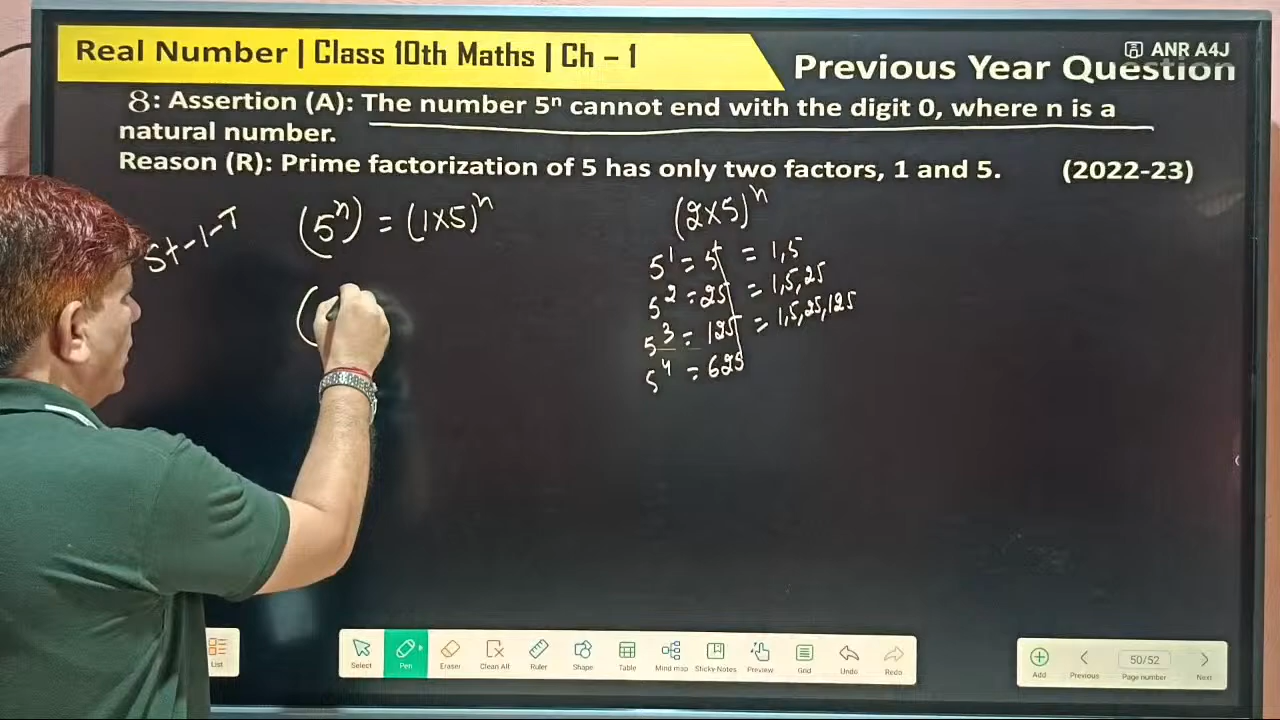 Real Number | Class 10th Maths | Ch – 1
ANR A4J
Previous Year Question
8: Assertion (A): The number 5ⁿ cannot end with the digit 0, where n is a
natural number.
Reason (R): Prime factorization of 5 has only two factors, 1 and 5. (2022-23)
St-1-T
(5ⁿ) = (1×5)ⁿ
(2×5)ⁿ
5¹ = 5 = 1,5
5² = 25 = 1,5,25
5³ = 125 = 1,5,25,125
5⁴ = 625
(
List
Select
Pen
Eraser
Clean All
Ruler
Shape
Table
Mind map
Sticky Notes
Preview
Grid
Undo
Redo
Add
Previous
50/52
Page number
Next